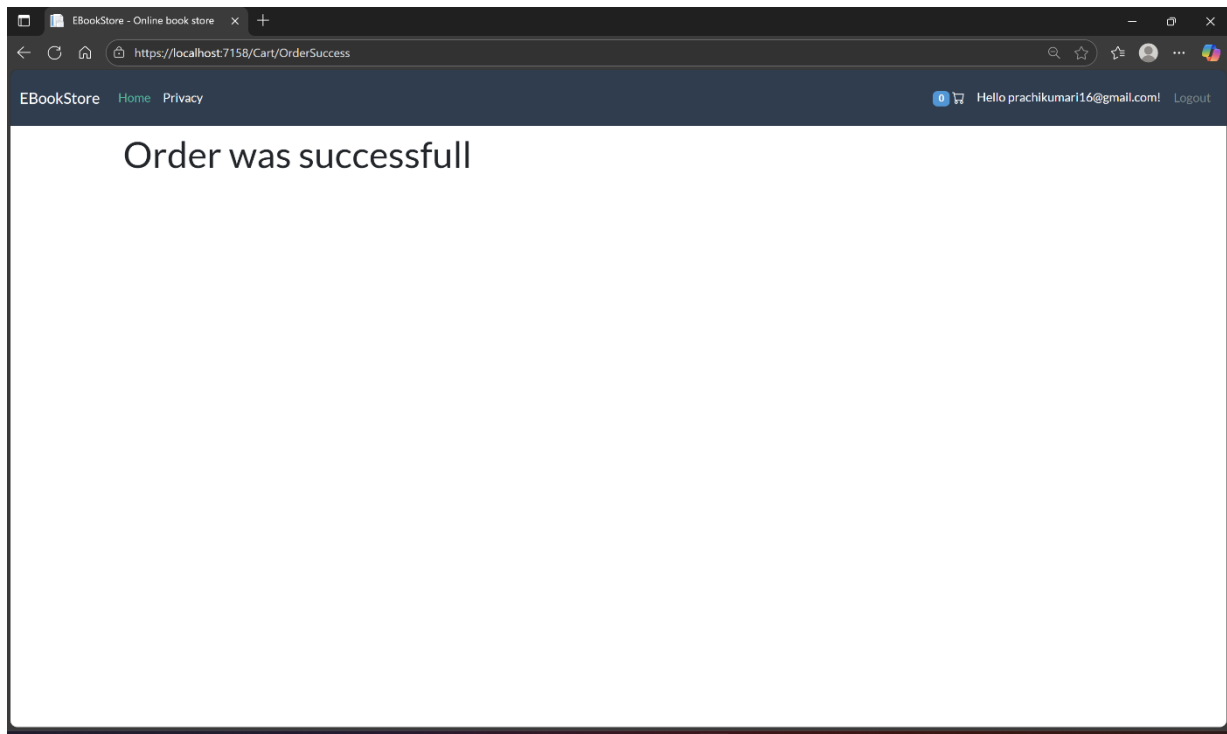 EBookStore - Online book store
https://localhost:7158/Cart/OrderSuccess
EBookStore Home Privacy 0 Hello prachikumari16@gmail.com! Logout
Order was successfull